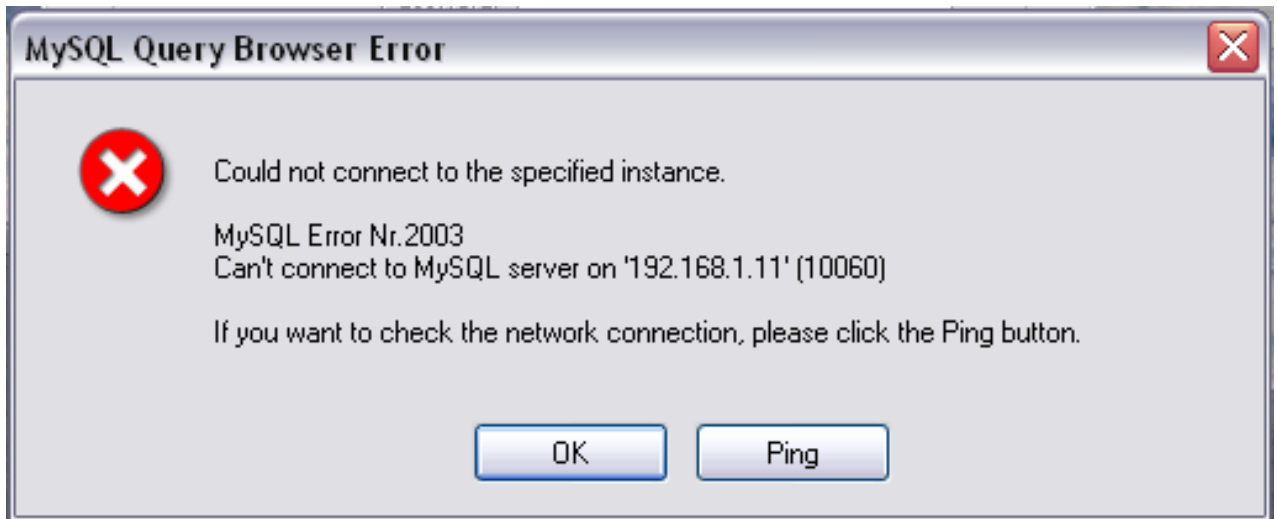 MySQL Query Browser Error
Could not connect to the specified instance.
MySQL Error Nr.2003
Can't connect to MySQL server on '192.168.1.11' (10060)
If you want to check the network connection, please click the Ping button.
OK
Ping